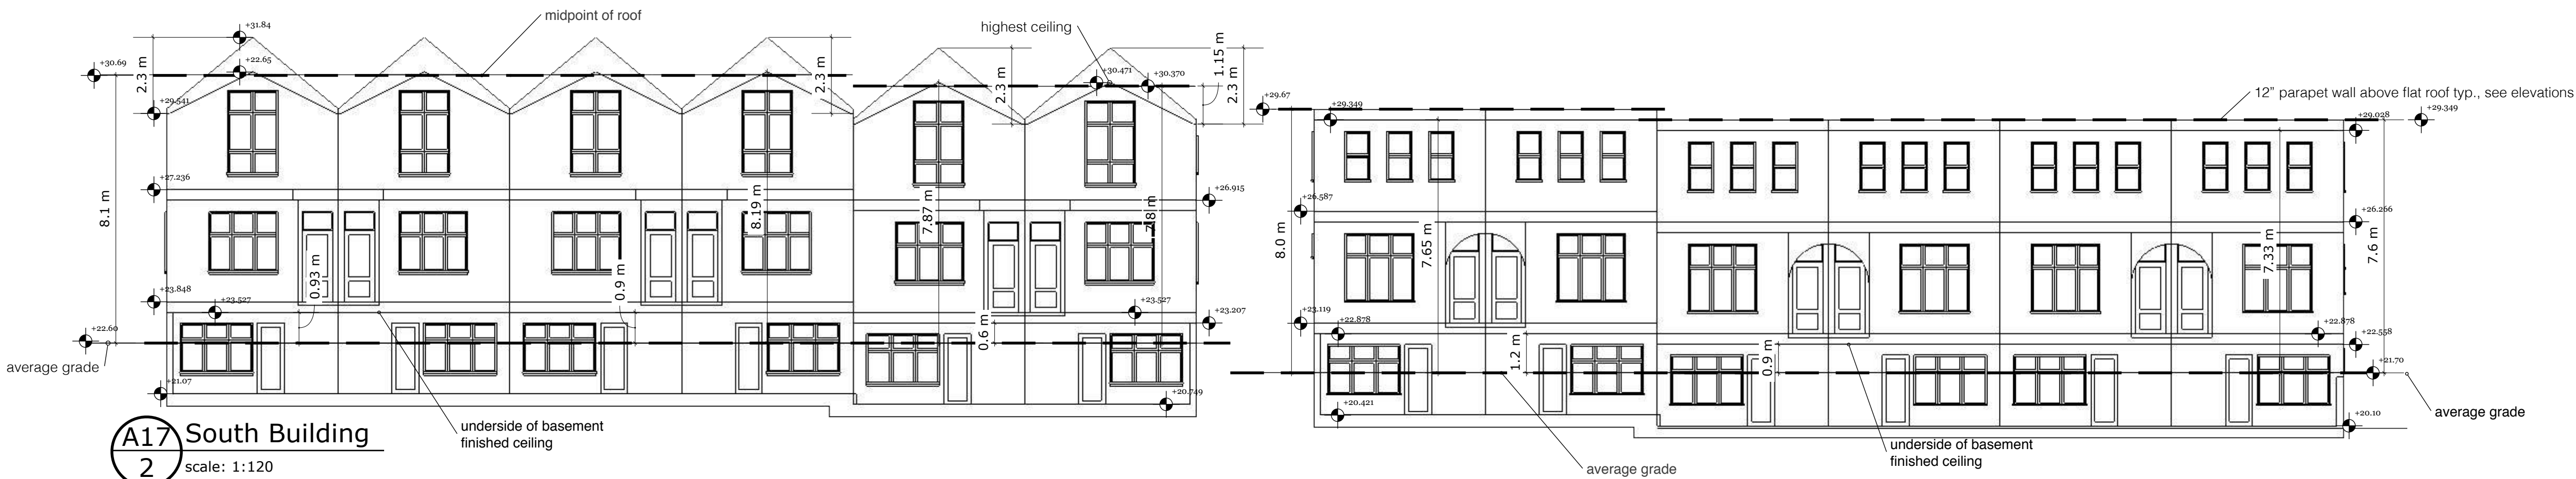 midpoint of roof
highest ceiling
+31.84
+30.69
+22.65
2.3 m
2.3 m
2.3 m
+30.471
+30.370
1.15 m
2.3 m
+29.541
+29.67
+29.349
12” parapet wall above flat roof typ., see elevations
+29.349
+29.028
+27.236
+26.915
+26.587
+26.266
8.1 m
8.19 m
7.87 m
7.8 m
8.0 m
7.65 m
7.33 m
7.6 m
0.93 m
0.9 m
+23.848
+23.527
+23.527
+23.207
+23.119
+22.878
+22.878
+22.558
+22.60
0.6 m
1.2 m
0.9 m
+21.70
average grade
+21.07
+20.749
+20.421
+20.10
average grade
A17
2
South Building
scale: 1:120
underside of basement
finished ceiling
underside of basement
finished ceiling
average grade